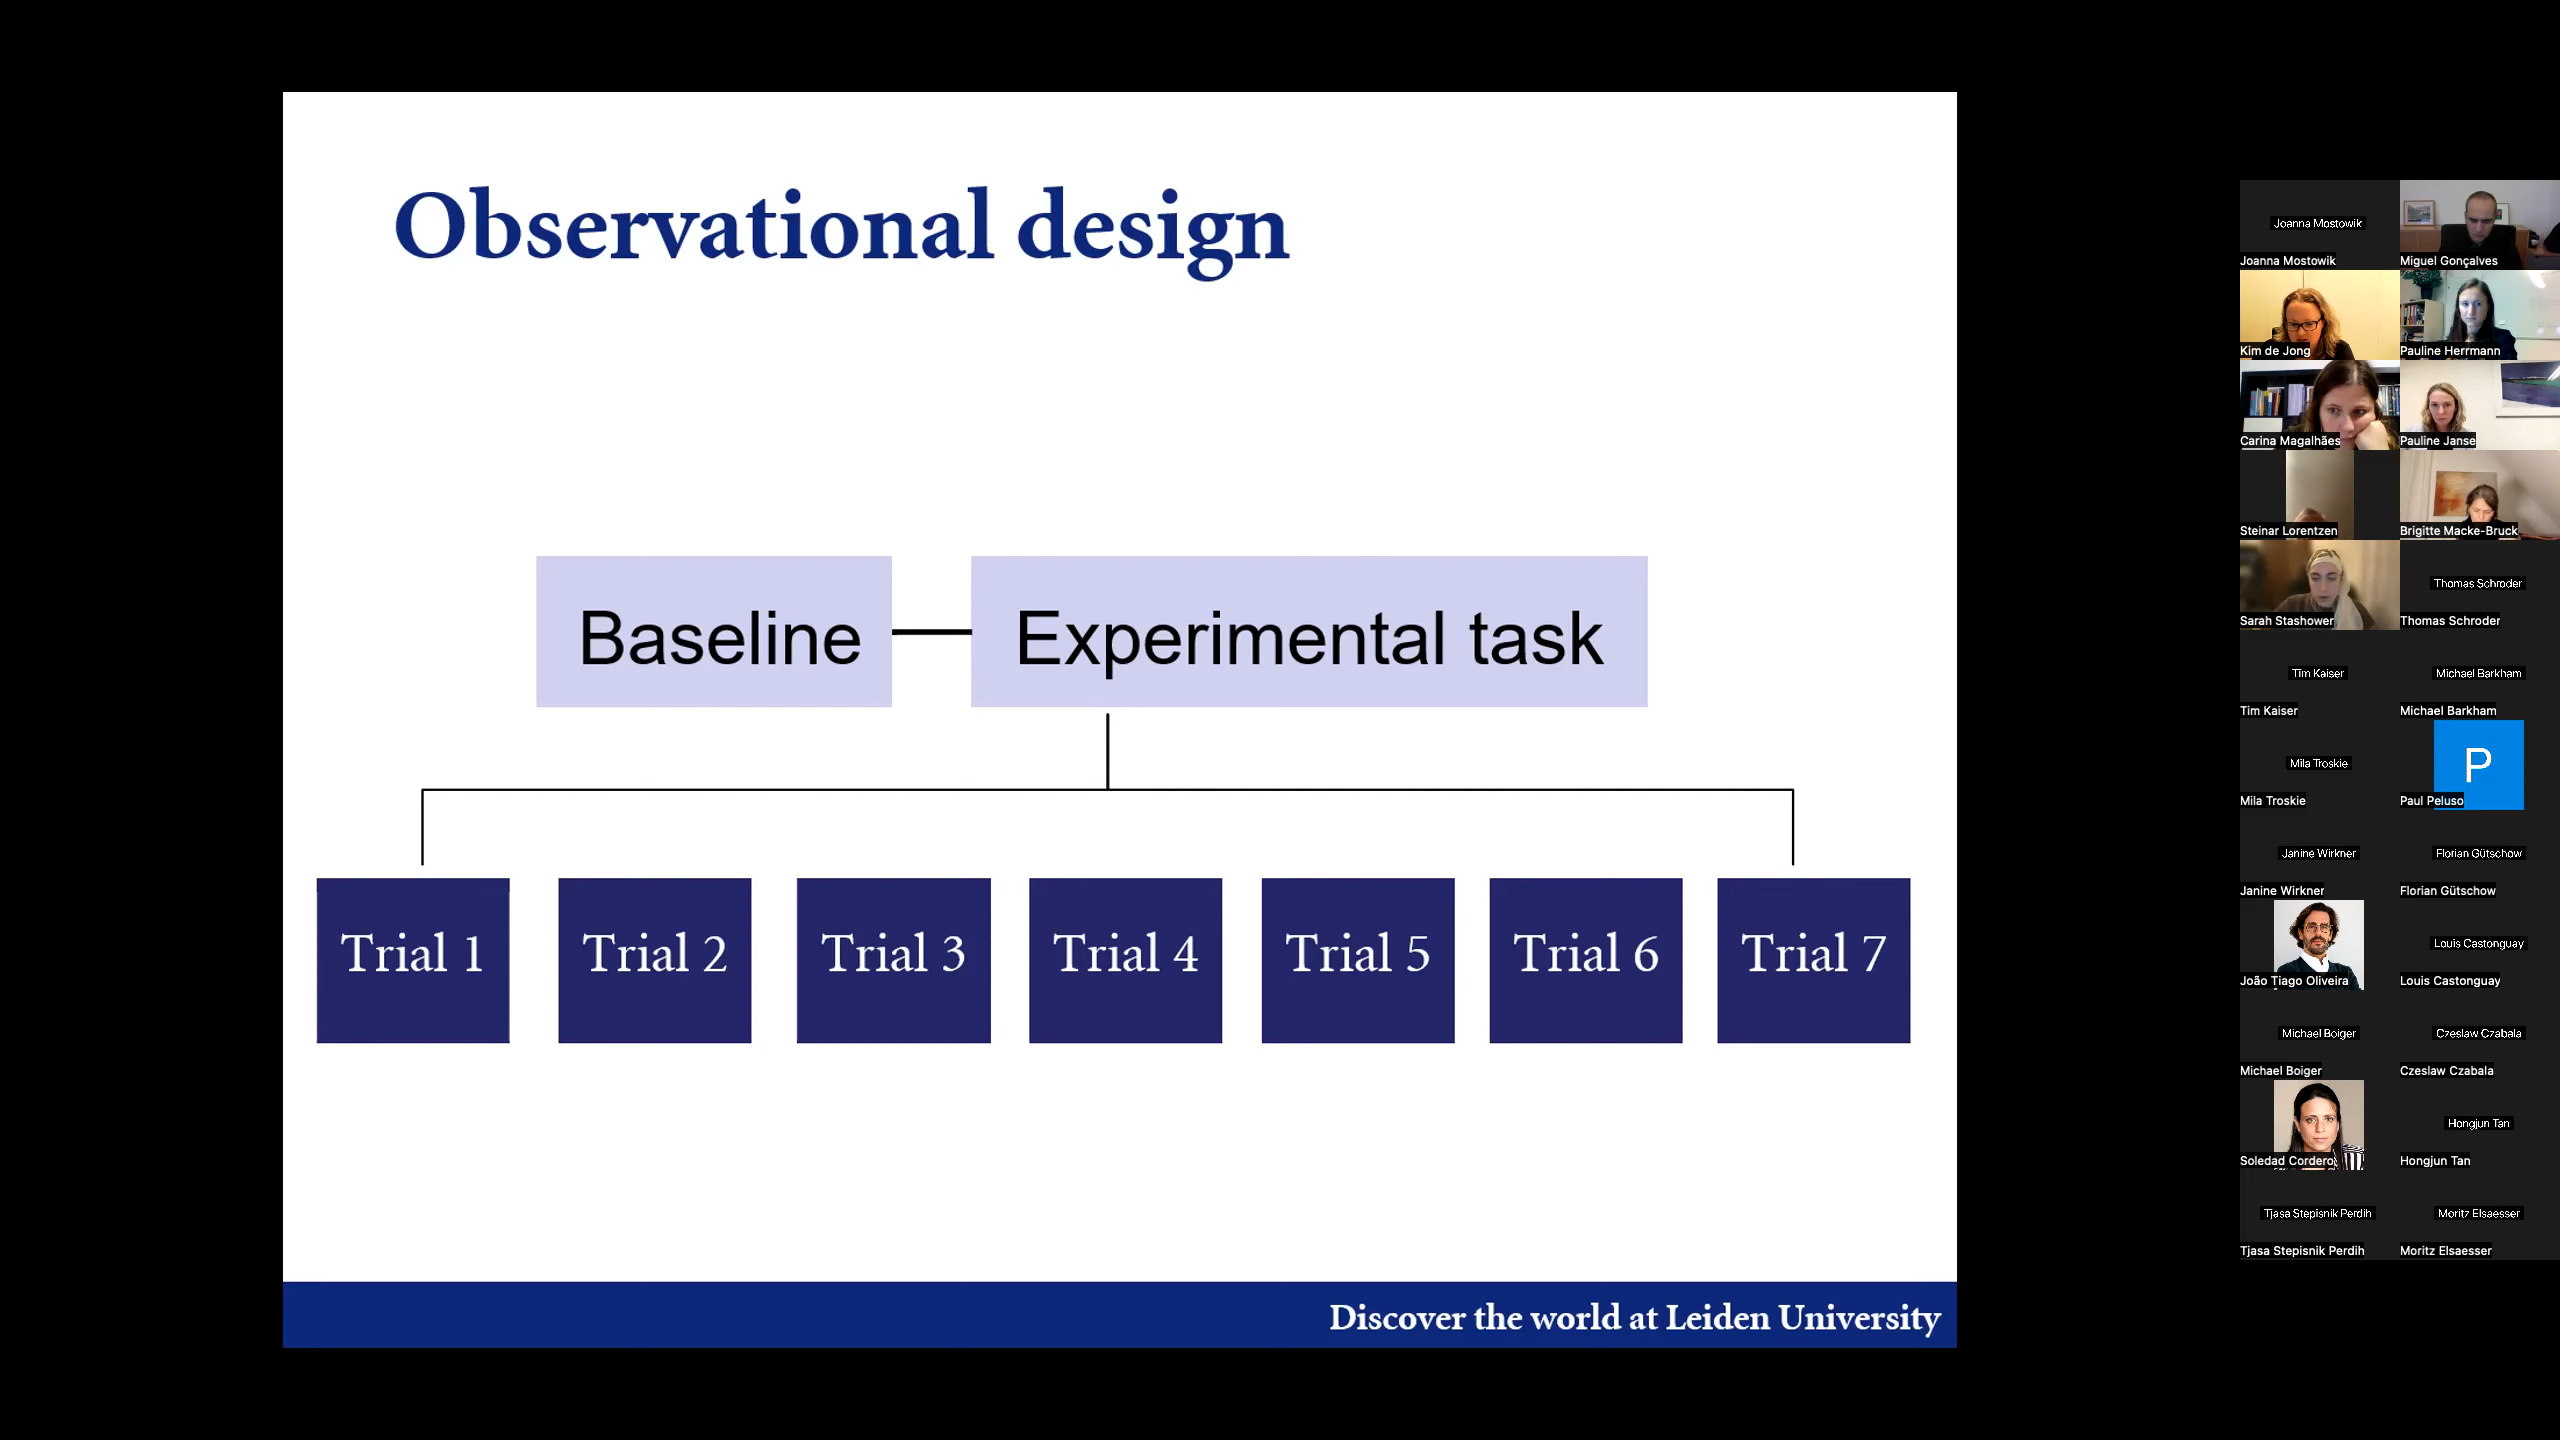 Observational design
Baseline
Experimental task
Trial 1
Trial 2
Trial 3
Trial 4
Trial 5
Trial 6
Trial 7
Discover the world at Leiden University
Joanna Mostowik
Joanna Mostowik
Miguel Gonçalves
Kim de Jong
Pauline Herrmann
Carina Magalhães
Pauline Janse
Steinar Lorentzen
Brigitte Macke-Bruck
Sarah Stashower
Thomas Schroder
Thomas Schroder
Tim Kaiser
Tim Kaiser
Michael Barkham
Michael Barkham
Mila Troskie
Mila Troskie
P
Paul Peluso
Janine Wirkner
Janine Wirkner
Florian Gütschow
Florian Gütschow
João Tiago Oliveira
Louis Castonguay
Louis Castonguay
Michael Boiger
Michael Boiger
Czeslaw Czabala
Czeslaw Czabala
Soledad Cordero
Hongjun Tan
Hongjun Tan
Tjasa Stepisnik Perdih
Tjasa Stepisnik Perdih
Moritz Elsaesser
Moritz Elsaesser